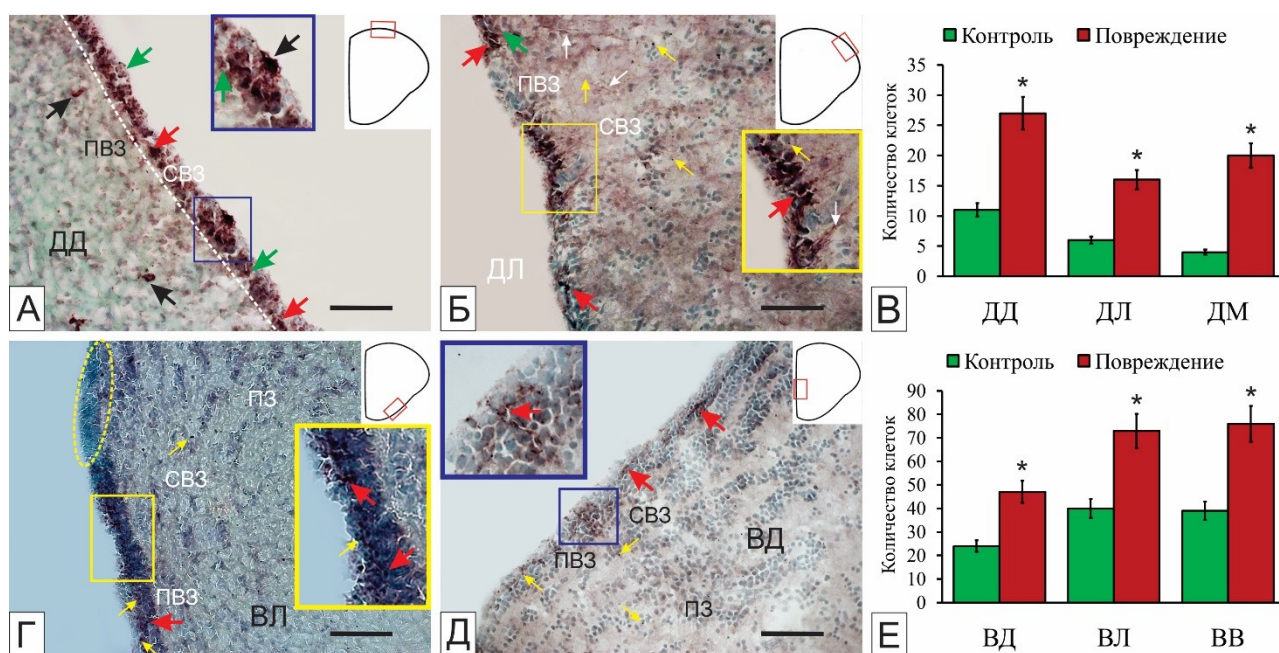 А
ПВЗ
СВЗ
ДД
Б
ПВЗ
СВЗ
ДЛ
В
Контроль
Повреждение
Количество клеток
35
30
25
20
15
10
5
0
*
*
*
ДД
ДЛ
ДМ
Г
ПЗ
СВЗ
ПВЗ
ВЛ
Д
СВЗ
ПВЗ
ВД
ПЗ
Е
Контроль
Повреждение
Количество клеток
90
80
70
60
50
40
30
20
10
0
*
*
*
ВД
ВЛ
ВВ